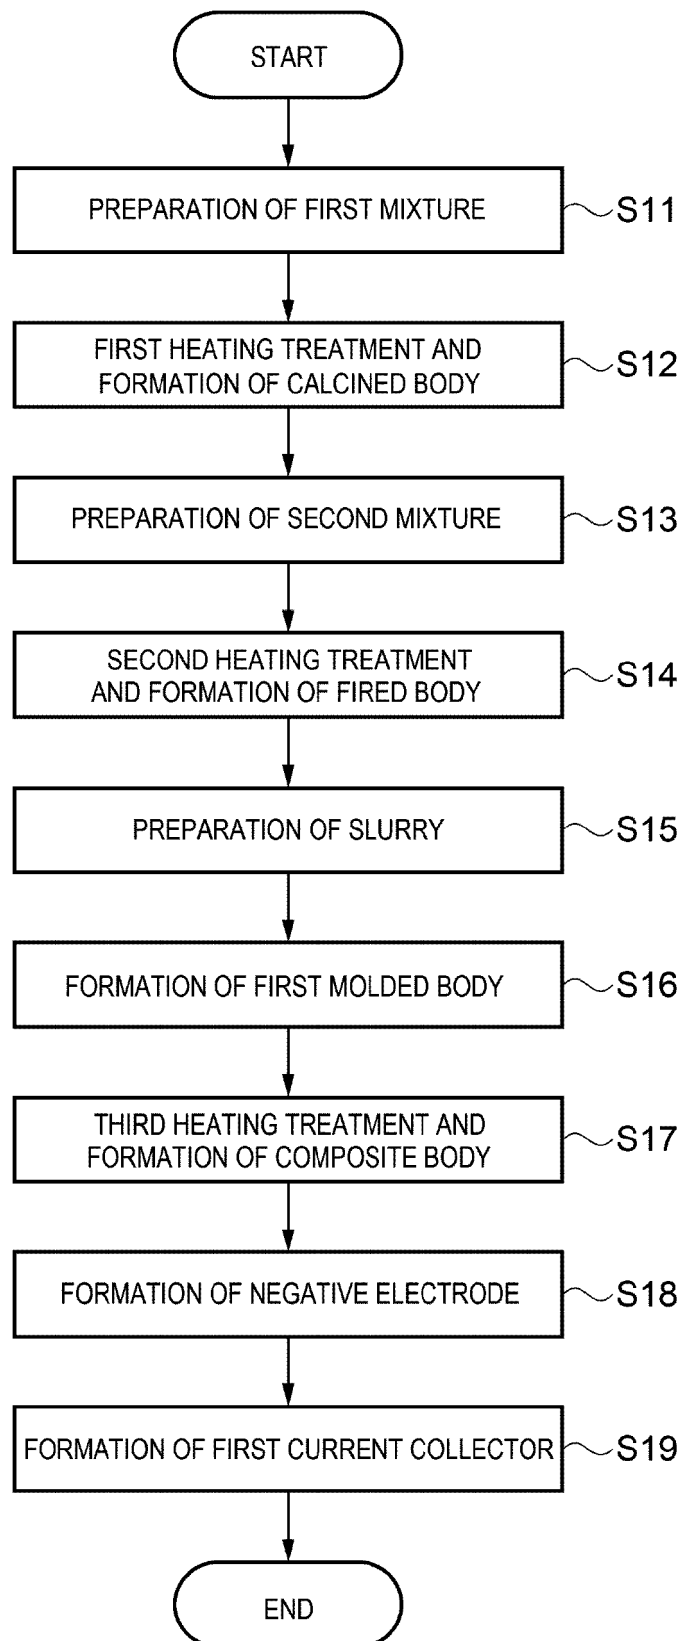 START
PREPARATION OF FIRST MIXTURE
S11
FIRST HEATING TREATMENT AND
FORMATION OF CALCINED BODY
S12
PREPARATION OF SECOND MIXTURE
S13
SECOND HEATING TREATMENT
AND FORMATION OF FIRED BODY
S14
PREPARATION OF SLURRY
S15
FORMATION OF FIRST MOLDED BODY
S16
THIRD HEATING TREATMENT AND
FORMATION OF COMPOSITE BODY
S17
FORMATION OF NEGATIVE ELECTRODE
S18
FORMATION OF FIRST CURRENT COLLECTOR
S19
END